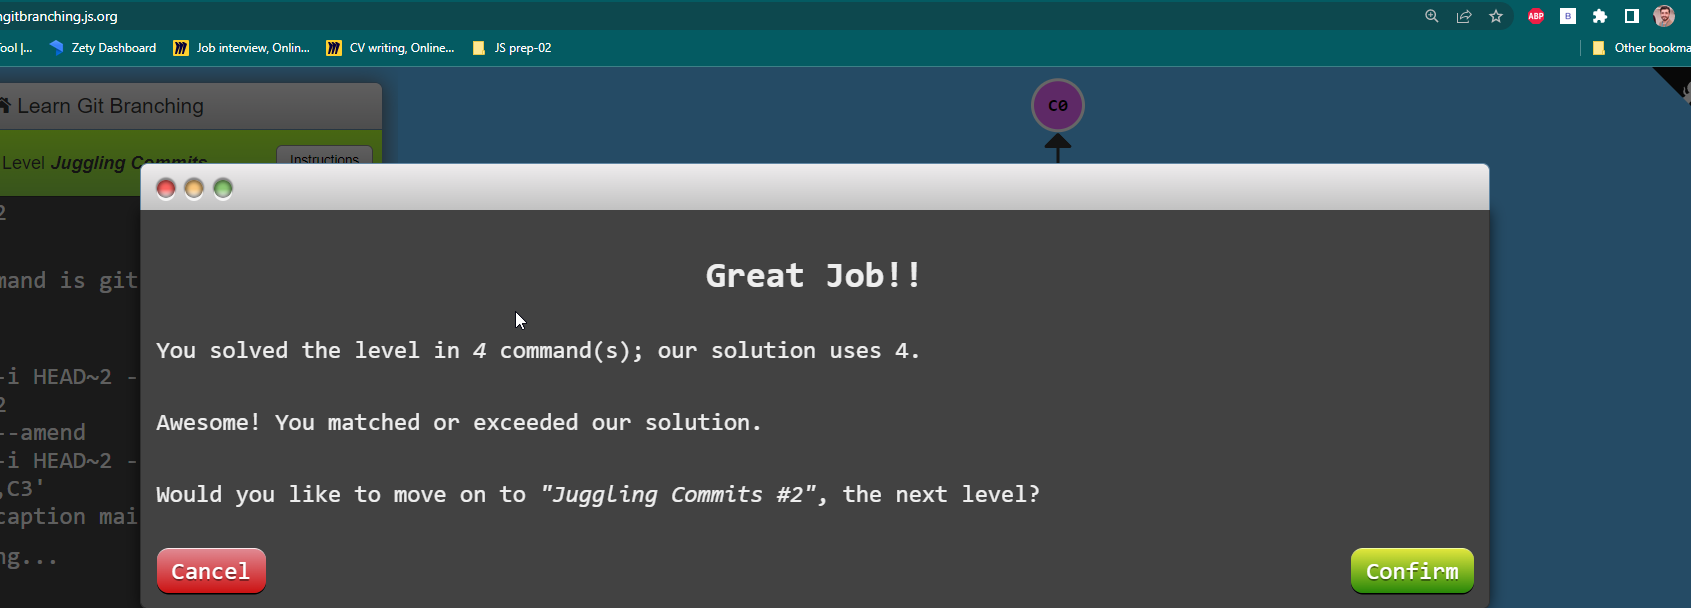 ngitbranching.js.org
ool |...
Zety Dashboard
Job interview, Onlin...
CV writing, Online...
JS prep-02
Other bookma
ABP
B
C0
Learn Git Branching
Level Juggling Commits
Instructions
2
mand is git
-i HEAD~2 -
2
--amend
-i HEAD~2 -
,C3'
caption mai
ng...
Great Job!!
You solved the level in 4 command(s); our solution uses 4.
Awesome! You matched or exceeded our solution.
Would you like to move on to "Juggling Commits #2", the next level?
Cancel
Confirm